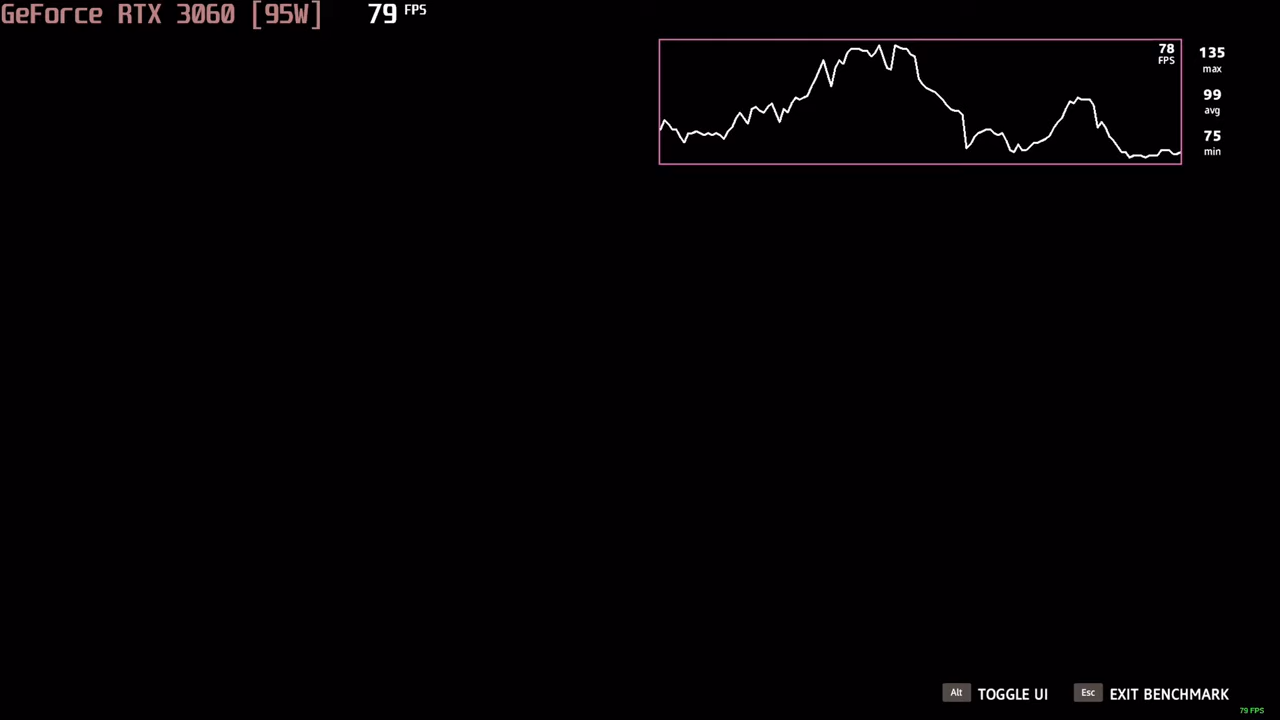 GeForce RTX 3060 [95W] 79 FPS
78
FPS
135
max
99
avg
75
min
Alt TOGGLE UI Esc EXIT BENCHMARK
79 FPS